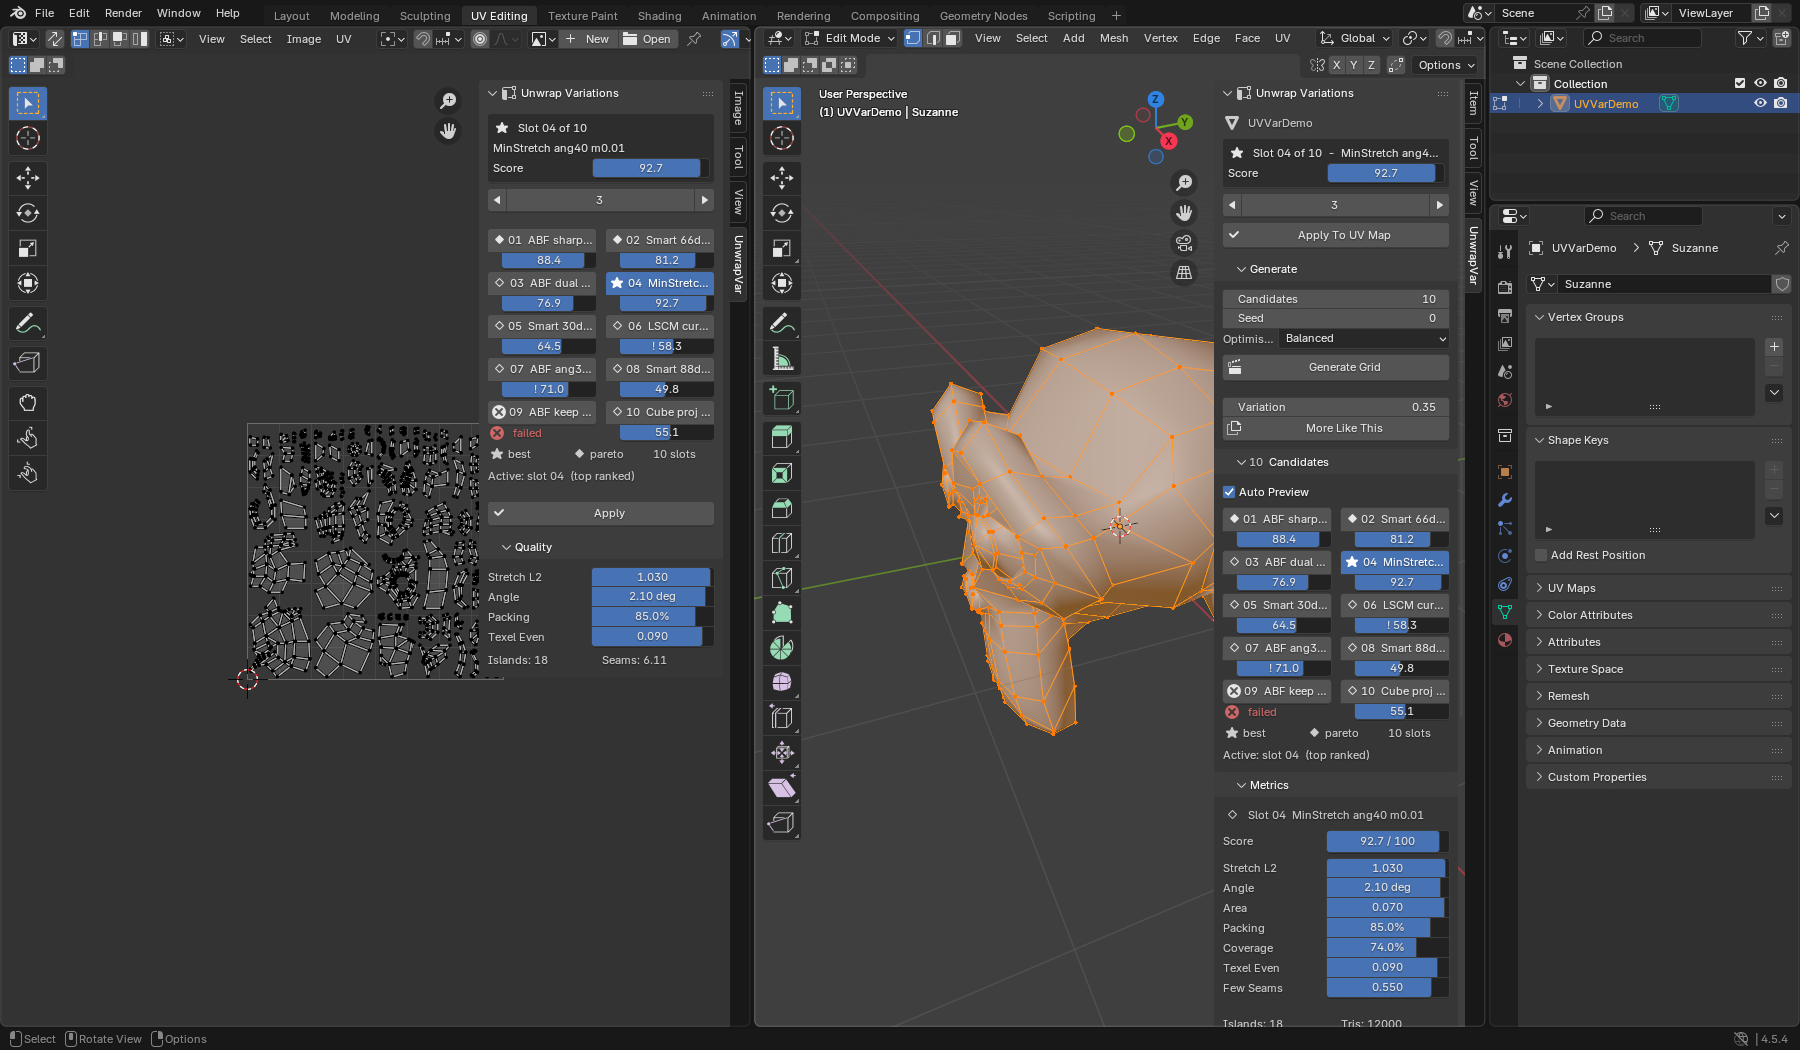 File Edit Render Window Help
Layout Modeling Sculpting UV Editing Texture Paint Shading Animation Rendering Compositing Geometry Nodes Scripting +
Scene
ViewLayer
View Select Image UV
New
Open
Unwrap Variations
Slot 04 of 10
MinStretch ang40 m0.01
Score 92.7
3
01 ABF sharp... 02 Smart 66d...
88.4 81.2
03 ABF dual ... 04 MinStretc...
76.9 92.7
05 Smart 30d... 06 LSCM cur...
64.5 ! 58.3
07 ABF ang3... 08 Smart 88d...
! 71.0 49.8
09 ABF keep ... 10 Cube proj ...
failed 55.1
best pareto 10 slots
Active: slot 04 (top ranked)
Apply
Quality
Stretch L2 1.030
Angle 2.10 deg
Packing 85.0%
Texel Even 0.090
Islands: 18 Seams: 6.11
Image
Tool
View
UnwrapVar
Edit Mode
View Select Add Mesh Vertex Edge Face UV
Global
X Y Z
Options
User Perspective
(1) UVVarDemo | Suzanne
Z
Y
X
Unwrap Variations
UVVarDemo
Slot 04 of 10 - MinStretch ang4...
Score 92.7
3
Apply To UV Map
Generate
Candidates 10
Seed 0
Optimis... Balanced
Generate Grid
Variation 0.35
More Like This
10 Candidates
Auto Preview
01 ABF sharp... 02 Smart 66d...
88.4 81.2
03 ABF dual ... 04 MinStretc...
76.9 92.7
05 Smart 30d... 06 LSCM cur...
64.5 ! 58.3
07 ABF ang3... 08 Smart 88d...
! 71.0 49.8
09 ABF keep ... 10 Cube proj ...
failed 55.1
best pareto 10 slots
Active: slot 04 (top ranked)
Metrics
Slot 04 MinStretch ang40 m0.01
Score 92.7 / 100
Stretch L2 1.030
Angle 2.10 deg
Area 0.070
Packing 85.0%
Coverage 74.0%
Texel Even 0.090
Few Seams 0.550
Islands: 18 Tris: 12000
Item
Tool
View
UnwrapVar
Search
Scene Collection
Collection
UVVarDemo
Search
UVVarDemo > Suzanne
Suzanne
Vertex Groups
Shape Keys
Add Rest Position
UV Maps
Color Attributes
Attributes
Texture Space
Remesh
Geometry Data
Animation
Custom Properties
Select Rotate View Options
4.5.4